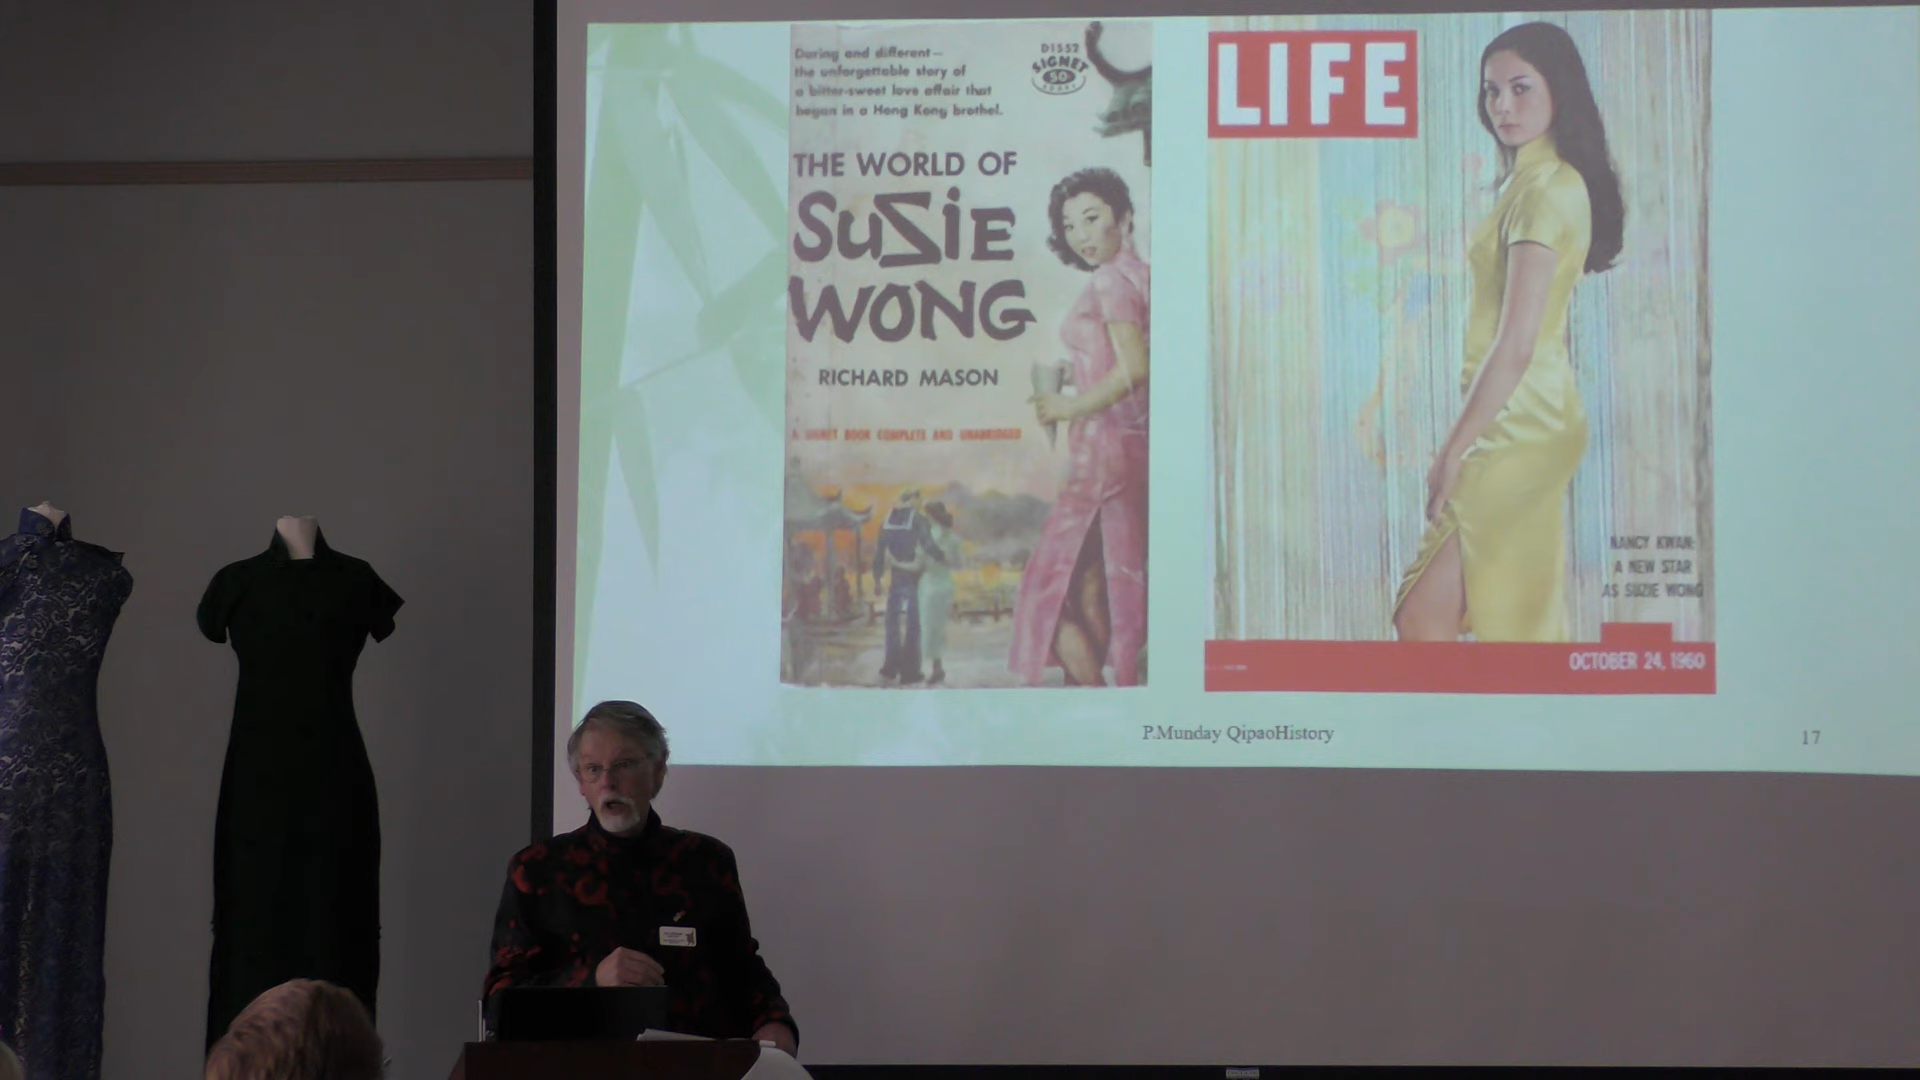 Daring and different—
the unforgettable story of
a bitter-sweet love affair that
began in a Hong Kong brothel.
D1552
SIGNET
50¢
BOOKS
THE WORLD OF
SuZiE
WONG
RICHARD MASON
A SIGNET BOOK COMPLETE AND UNABRIDGED
LIFE
NANCY KWAN:
A NEW STAR
AS SUZIE WONG
OCTOBER 24, 1960
P.Munday QipaoHistory
17